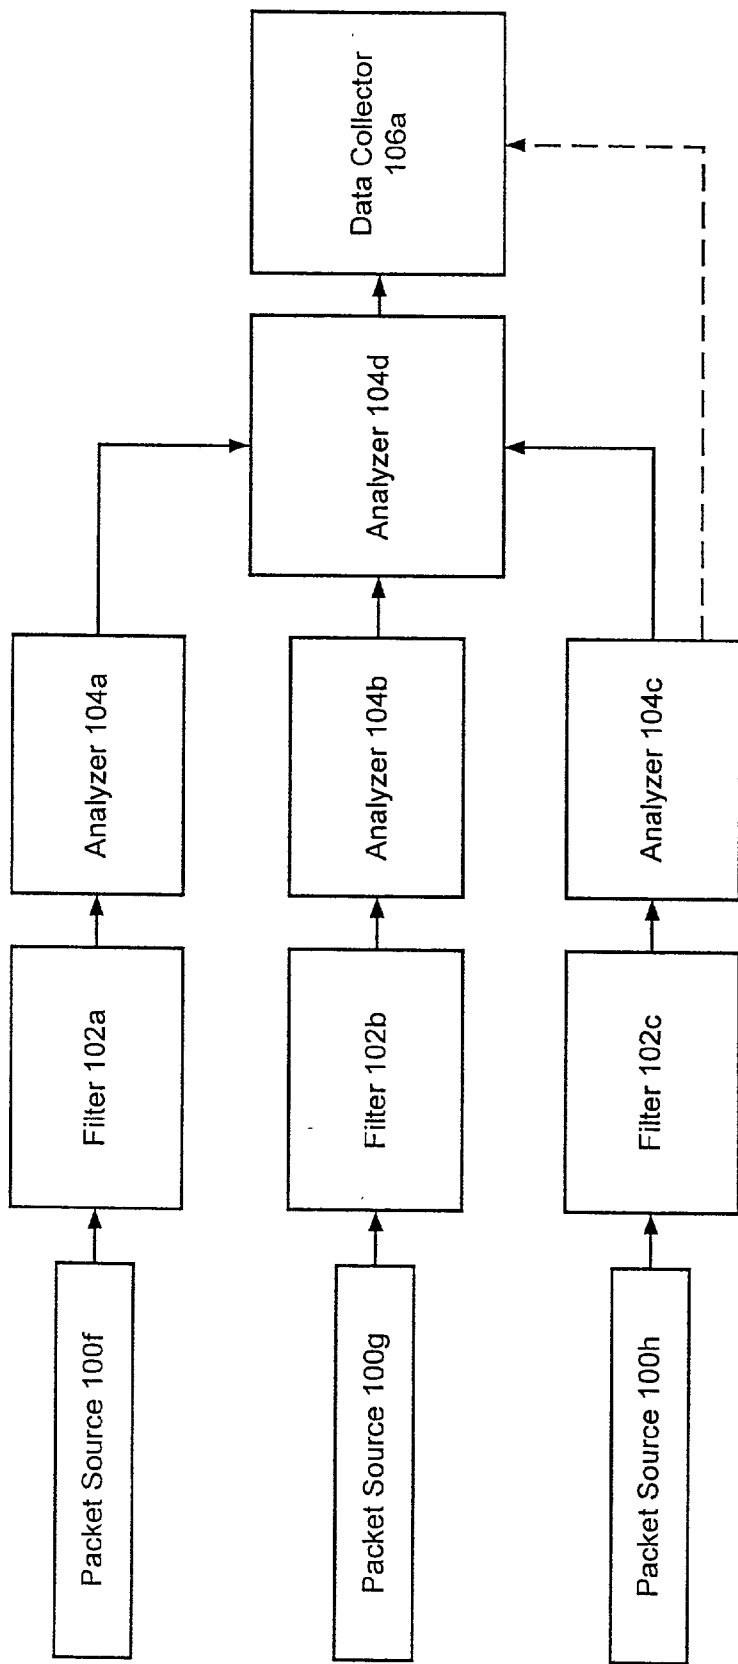 Packet Source 100f
Filter 102a
Analyzer 104a
Packet Source 100g
Filter 102b
Analyzer 104b
Analyzer 104d
Data Collector
106a
Packet Source 100h
Filter 102c
Analyzer 104c